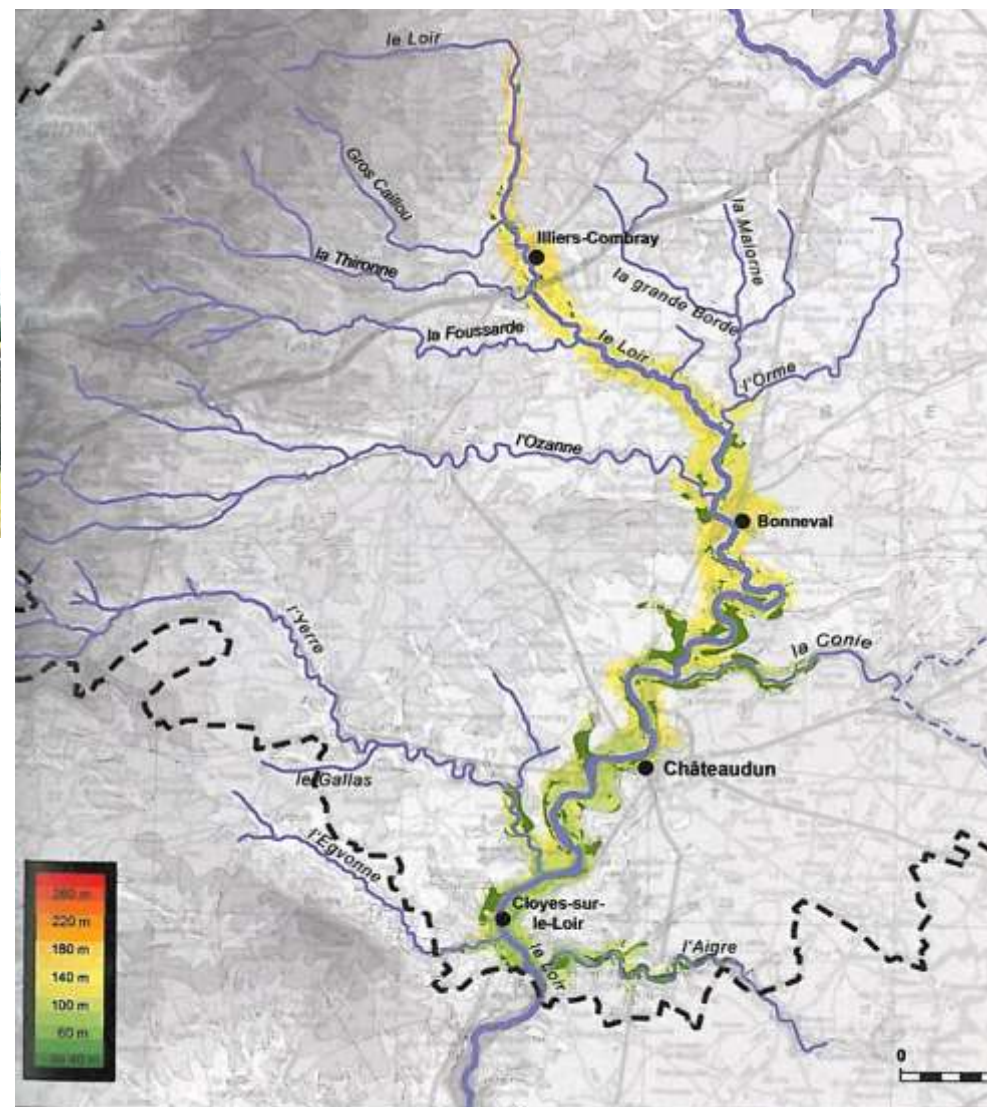 le Loir
Gros Caillou
la Thironne
Illiers-Combray
la Malorne
la grande Borde
la Foussarde
le Loir
l'Orme
l'Ozanne
Bonneval
l'Yerre
la Conie
le Gallas
Châteaudun
l'Egvonne
Cloyes-sur-
le-Loir
le Loir
l'Aigre
260 m
220 m
180 m
140 m
100 m
60 m
0